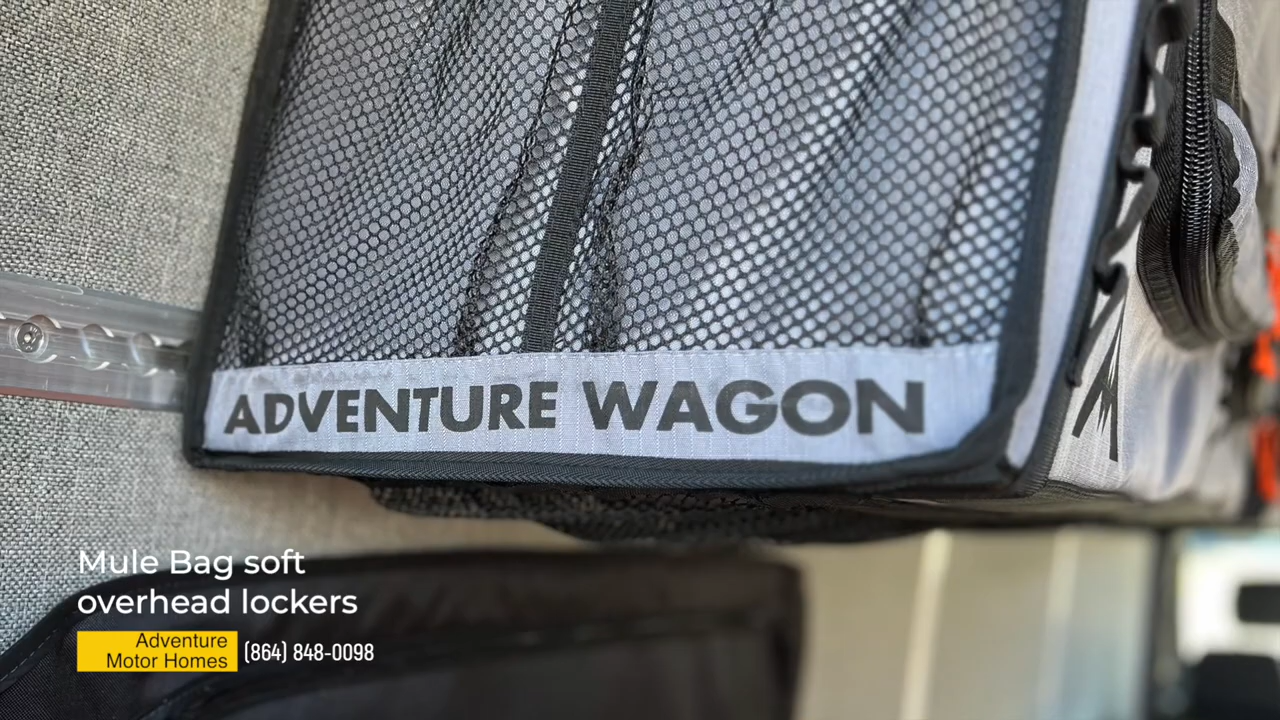 ADVENTURE WAGON
Mule Bag soft
overhead lockers
Adventure
Motor Homes
(864) 848-0098